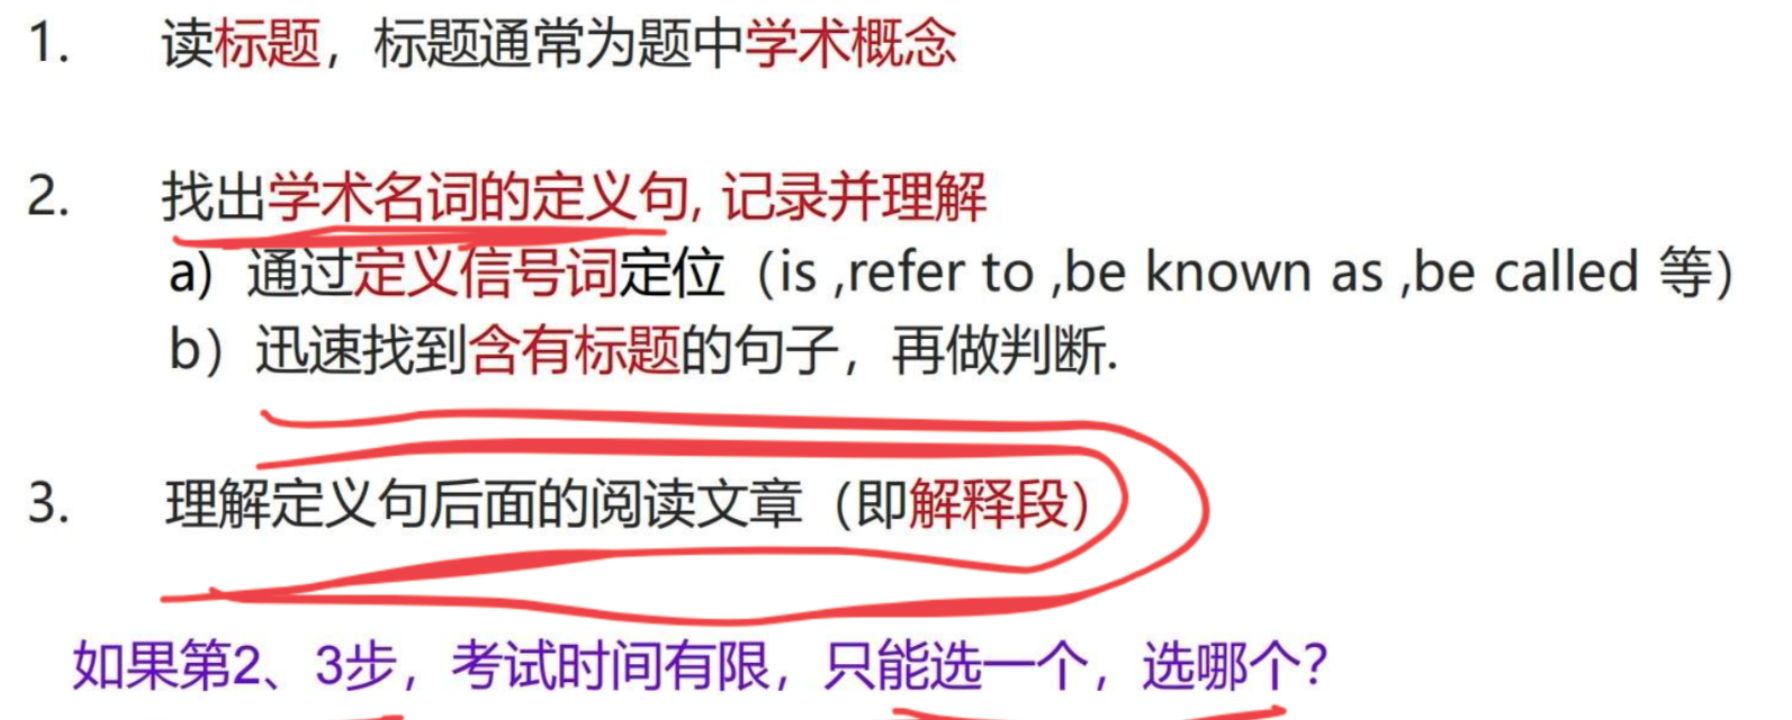 1. 读标题，标题通常为题中学术概念
2. 找出学术名词的定义句, 记录并理解
a）通过定义信号词定位（is ,refer to ,be known as ,be called 等）
b）迅速找到含有标题的句子，再做判断.
3. 理解定义句后面的阅读文章（即解释段）
如果第2、3步，考试时间有限，只能选一个，选哪个？